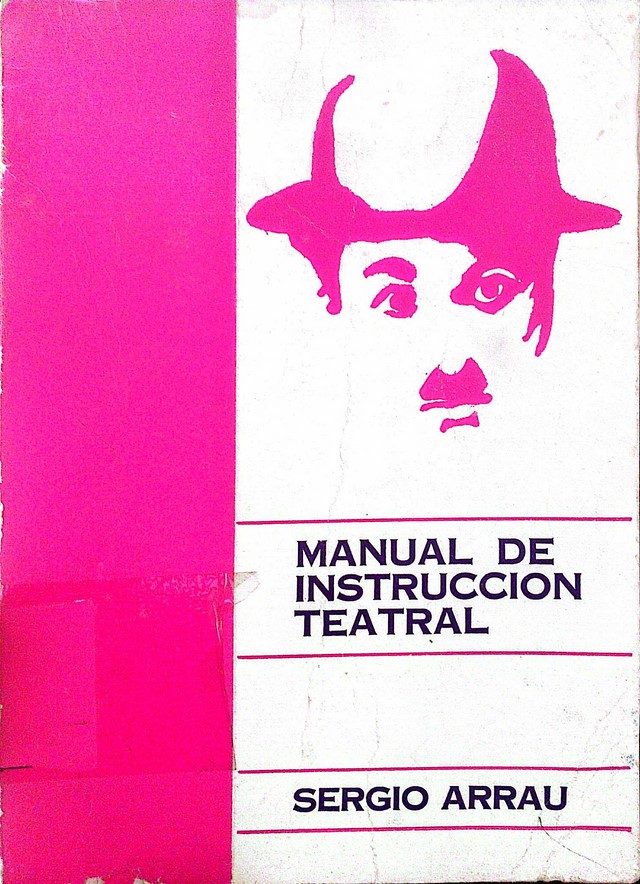 MANUAL DE
INSTRUCCION
TEATRAL
SERGIO ARRAU